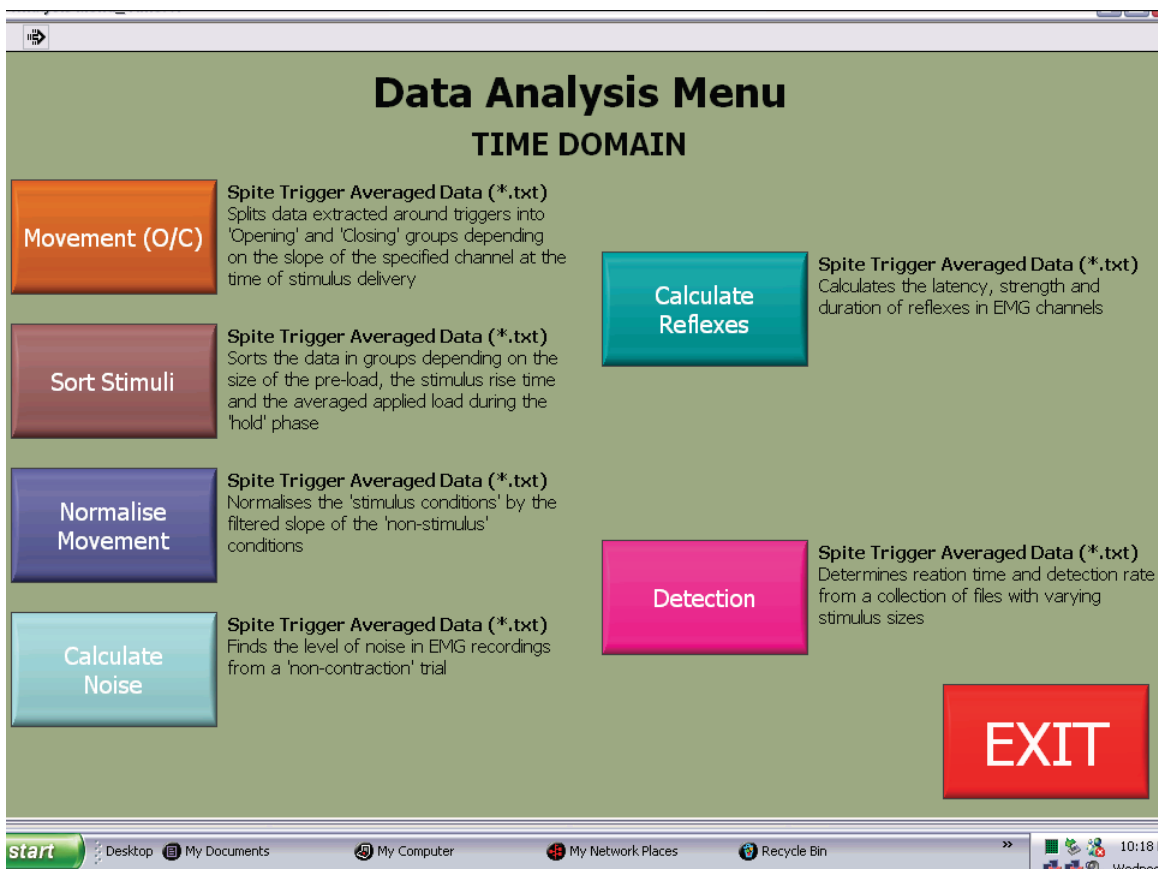 Data Analysis Menu
TIME DOMAIN
Movement (O/C)
Spite Trigger Averaged Data (*.txt)
Splits data extracted around triggers into
'Opening' and 'Closing' groups depending
on the slope of the specified channel at the
time of stimulus delivery
Sort Stimuli
Spite Trigger Averaged Data (*.txt)
Sorts the data in groups depending on the
size of the pre-load, the stimulus rise time
and the averaged applied load during the
'hold' phase
Normalise
Movement
Spite Trigger Averaged Data (*.txt)
Normalises the 'stimulus conditions' by the
filtered slope of the 'non-stimulus'
conditions
Calculate
Noise
Spite Trigger Averaged Data (*.txt)
Finds the level of noise in EMG recordings
from a 'non-contraction' trial
Calculate
Reflexes
Spite Trigger Averaged Data (*.txt)
Calculates the latency, strength and
duration of reflexes in EMG channels
Detection
Spite Trigger Averaged Data (*.txt)
Determines reation time and detection rate
from a collection of files with varying
stimulus sizes
EXIT
start Desktop My Documents My Computer My Network Places Recycle Bin » 10:18